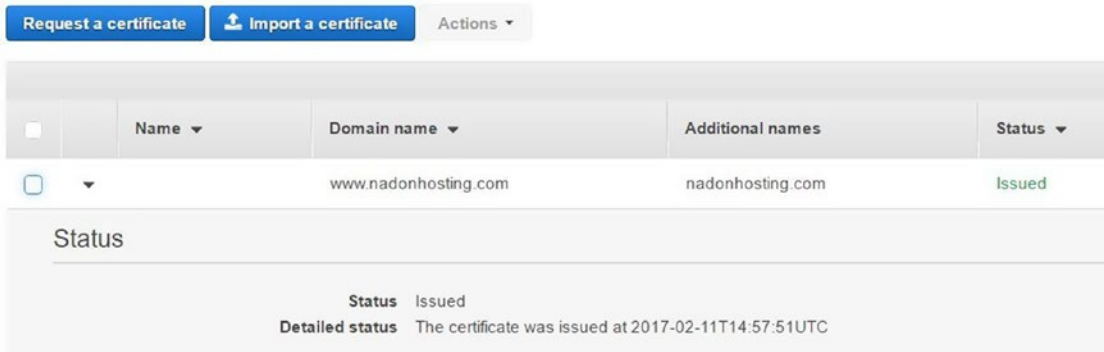 Request a certificate Import a certificate Actions
Name Domain name Additional names Status
www.nadonhosting.com nadonhosting.com Issued
Status
Status Issued
Detailed status The certificate was issued at 2017-02-11T14:57:51UTC